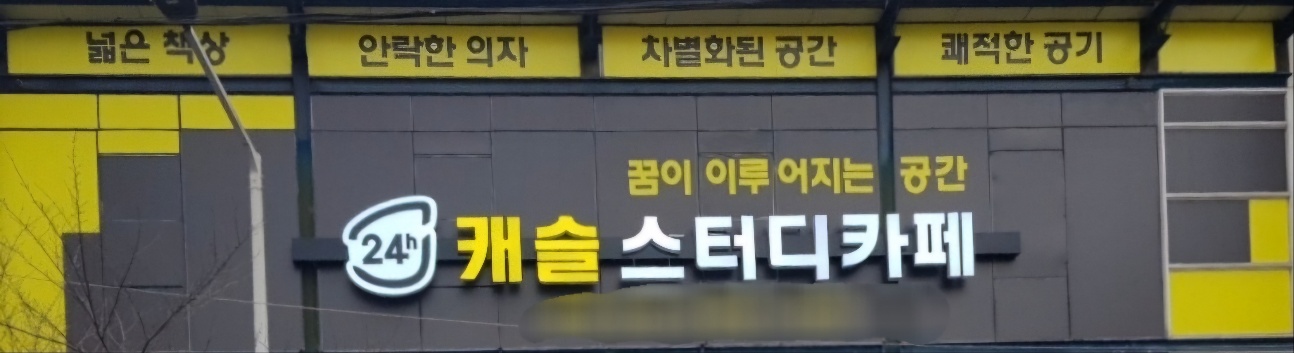 넓은 책상
안락한 의자
차별화된 공간
쾌적한 공기
꿈이 이루어지는 공간
24h
캐슬스터디카페